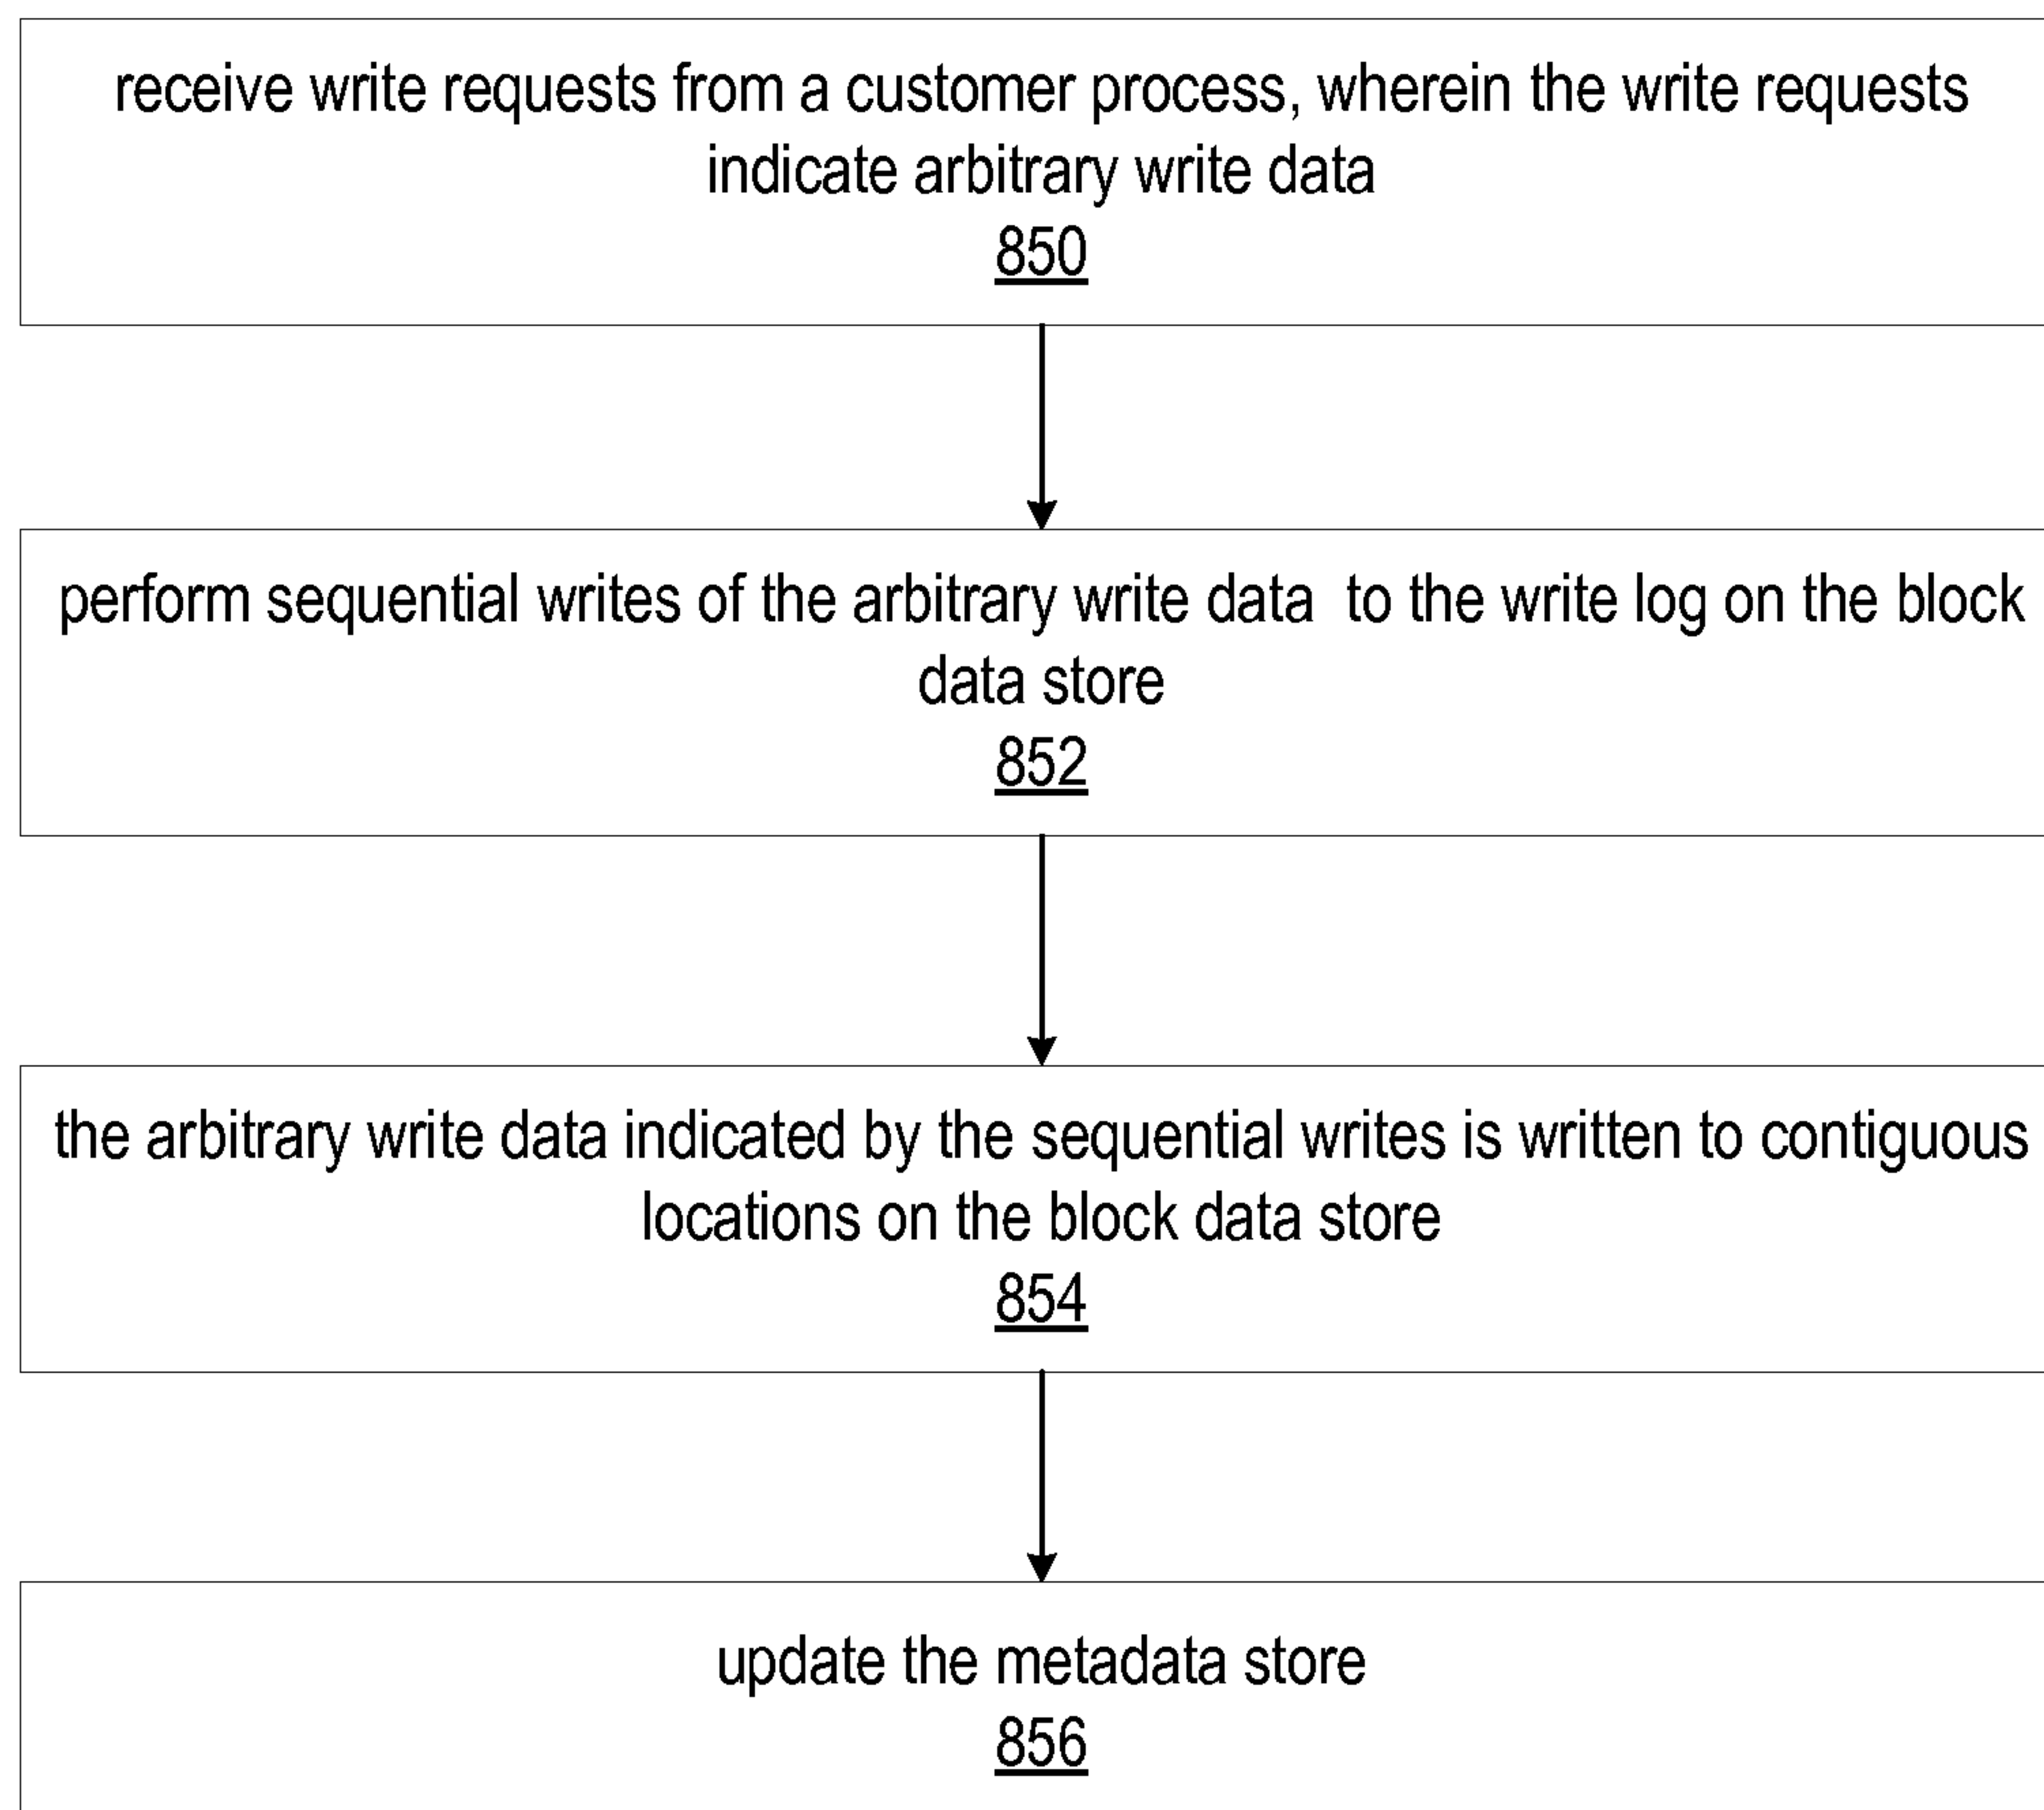 receive write requests from a customer process, wherein the write requests
indicate arbitrary write data
850
perform sequential writes of the arbitrary write data  to the write log on the block
data store
852
the arbitrary write data indicated by the sequential writes is written to contiguous
locations on the block data store
854
update the metadata store
856